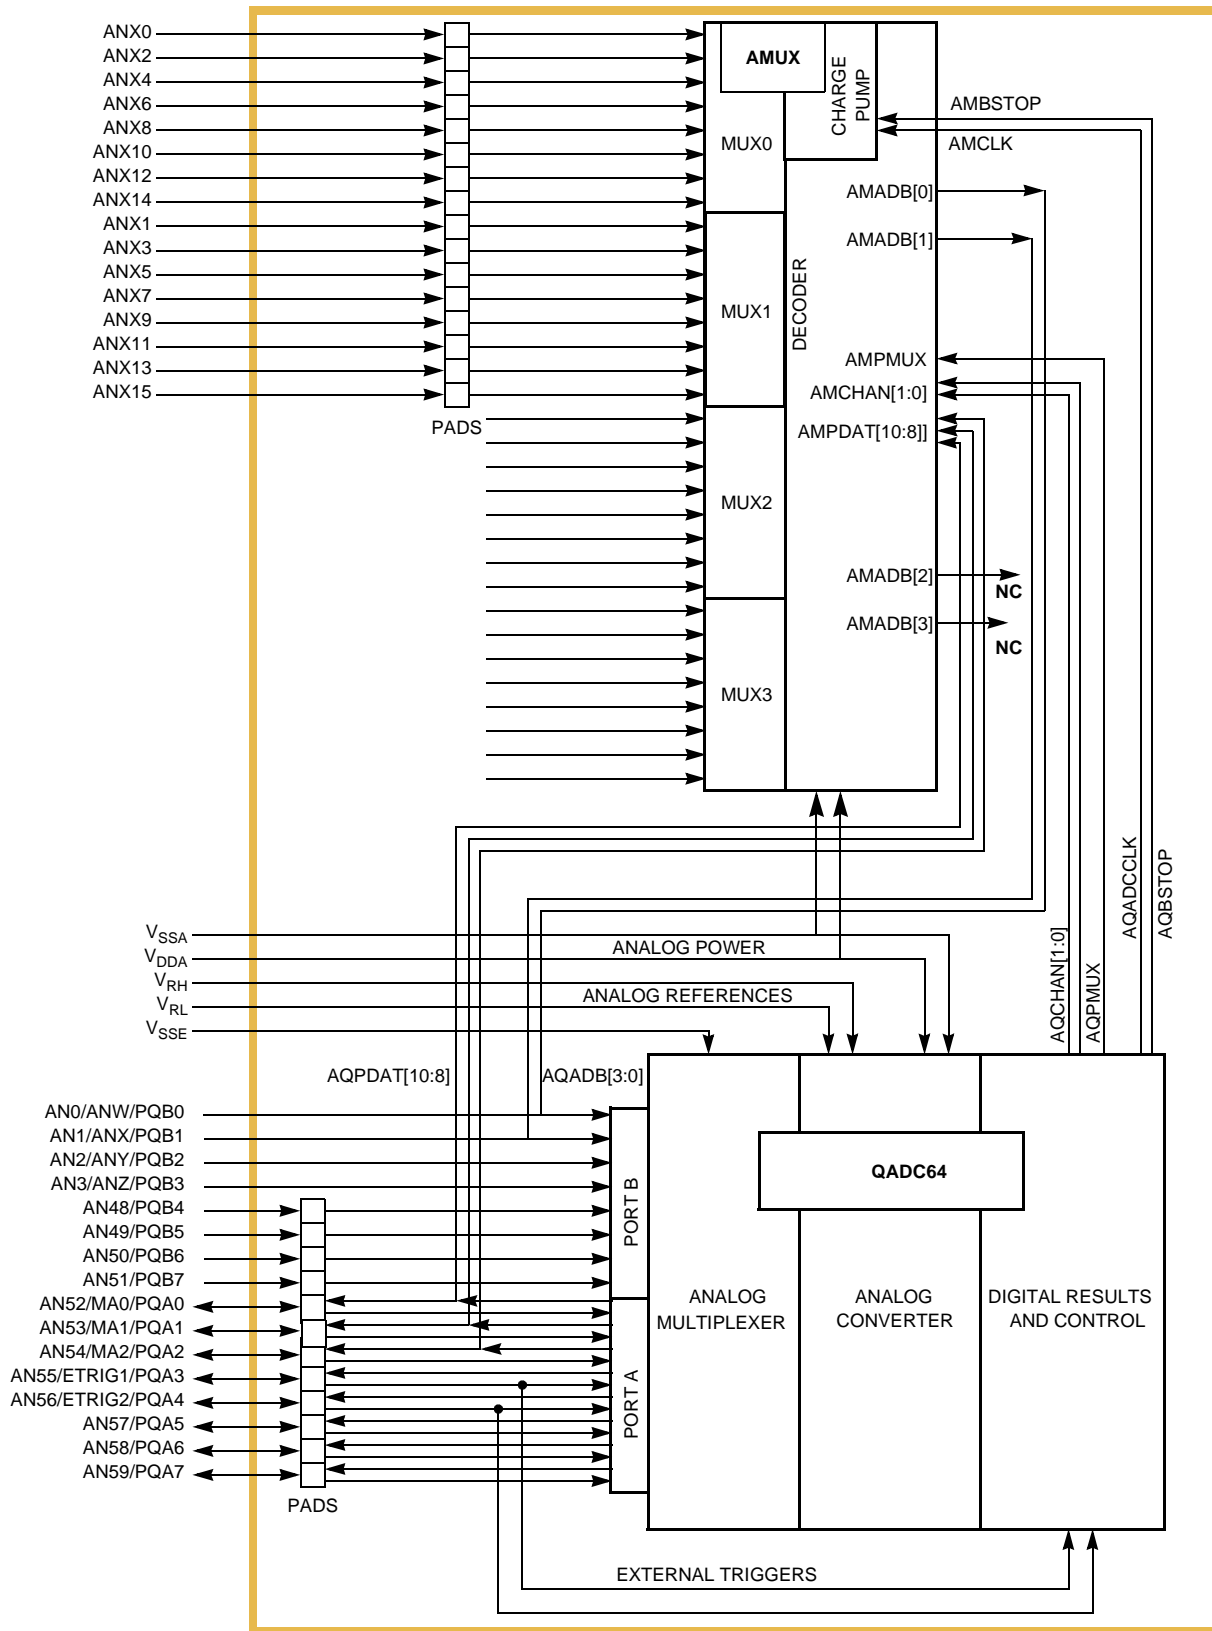 ANX0
ANX2
ANX4
ANX6
ANX8
ANX10
ANX12
ANX14
ANX1
ANX3
ANX5
ANX7
ANX9
ANX11
ANX13
ANX15
PADS
AMUX
CHARGE
PUMP
MUX0
MUX1
MUX2
MUX3
DECODER
AMBSTOP
AMCLK
AMADB[0]
AMADB[1]
AMPMUX
AMCHAN[1:0]
AMPDAT[10:8]]
AMADB[2]
NC
AMADB[3]
NC
AQCHAN[1:0]
AQPMUX
AQADCCLK
AQBSTOP
VSSA
VDDA
VRH
VRL
VSSE
ANALOG POWER
ANALOG REFERENCES
AQPDAT[10:8]
AQADB[3:0]
AN0/ANW/PQB0
AN1/ANX/PQB1
AN2/ANY/PQB2
AN3/ANZ/PQB3
AN48/PQB4
AN49/PQB5
AN50/PQB6
AN51/PQB7
AN52/MA0/PQA0
AN53/MA1/PQA1
AN54/MA2/PQA2
AN55/ETRIG1/PQA3
AN56/ETRIG2/PQA4
AN57/PQA5
AN58/PQA6
AN59/PQA7
PADS
PORT B
PORT A
QADC64
ANALOG
MULTIPLEXER
ANALOG
CONVERTER
DIGITAL RESULTS
AND CONTROL
EXTERNAL TRIGGERS